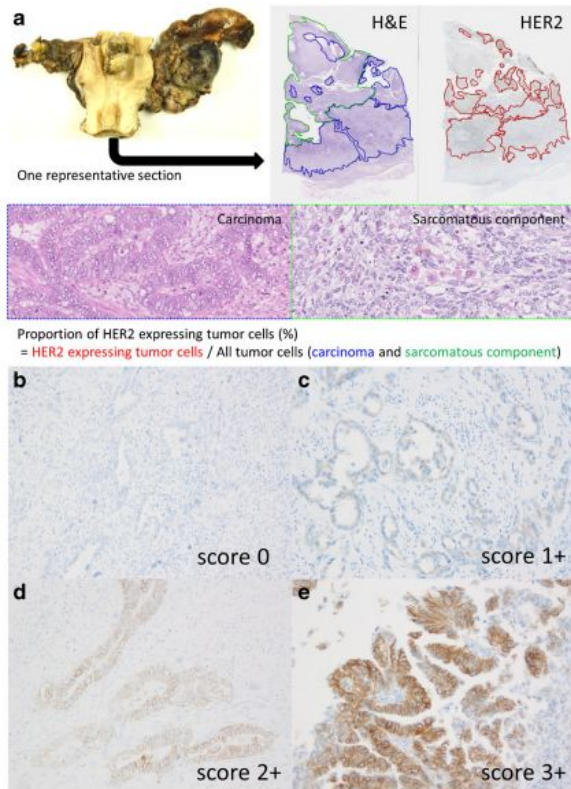 a
H&E
HER2
One representative section
Carcinoma
Sarcomatous component
Proportion of HER2 expressing tumor cells (%)
= HER2 expressing tumor cells / All tumor cells (carcinoma and sarcomatous component)
b
score 0
c
score 1+
d
score 2+
e
score 3+